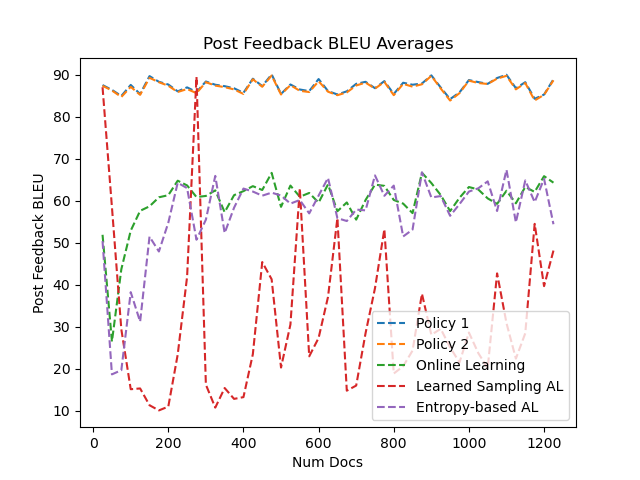 Post Feedback BLEU Averages
Post Feedback BLEU
90
80
70
60
50
40
30
20
10
0
200
400
600
800
1000
1200
Num Docs
Policy 1
Policy 2
Online Learning
Learned Sampling AL
Entropy-based AL